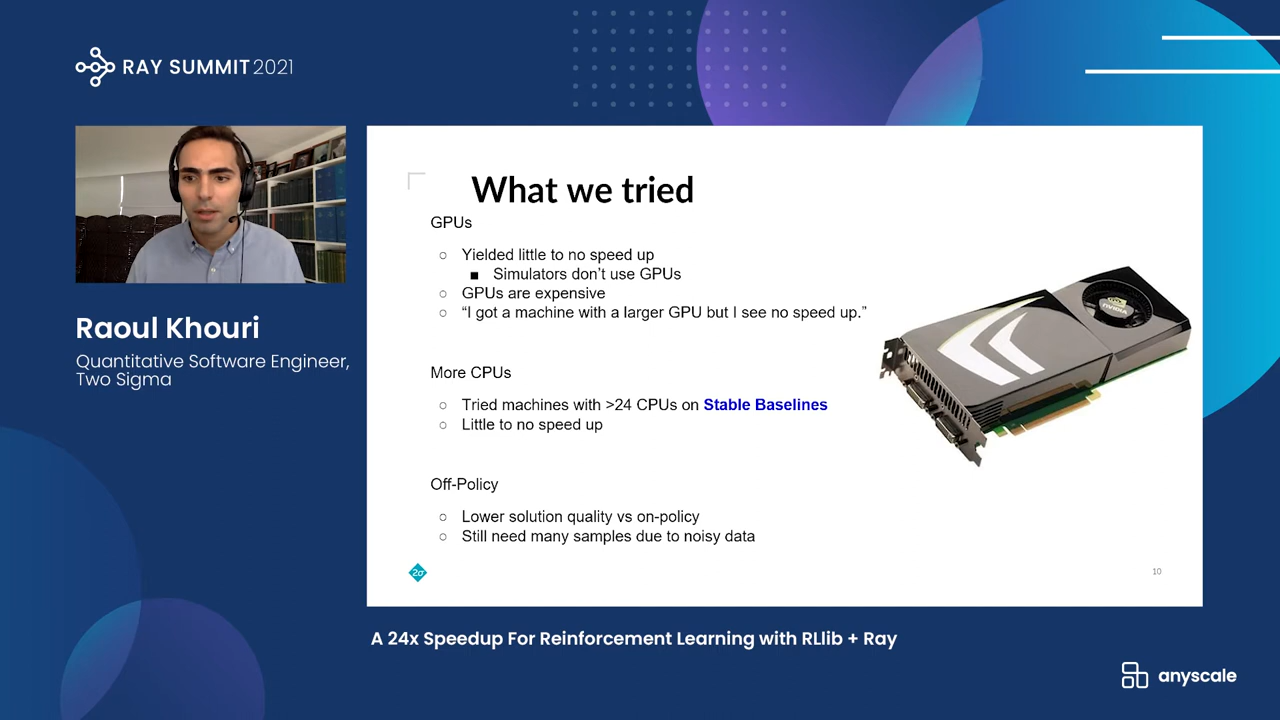 RAY SUMMIT 2021
Raoul Khouri
Quantitative Software Engineer,
Two Sigma
What we tried
GPUs
○ Yielded little to no speed up
■ Simulators don’t use GPUs
○ GPUs are expensive
○ “I got a machine with a larger GPU but I see no speed up.”
More CPUs
○ Tried machines with >24 CPUs on Stable Baselines
○ Little to no speed up
Off-Policy
○ Lower solution quality vs on-policy
○ Still need many samples due to noisy data
2σ
10
NVIDIA
A 24x Speedup For Reinforcement Learning with RLlib + Ray
anyscale